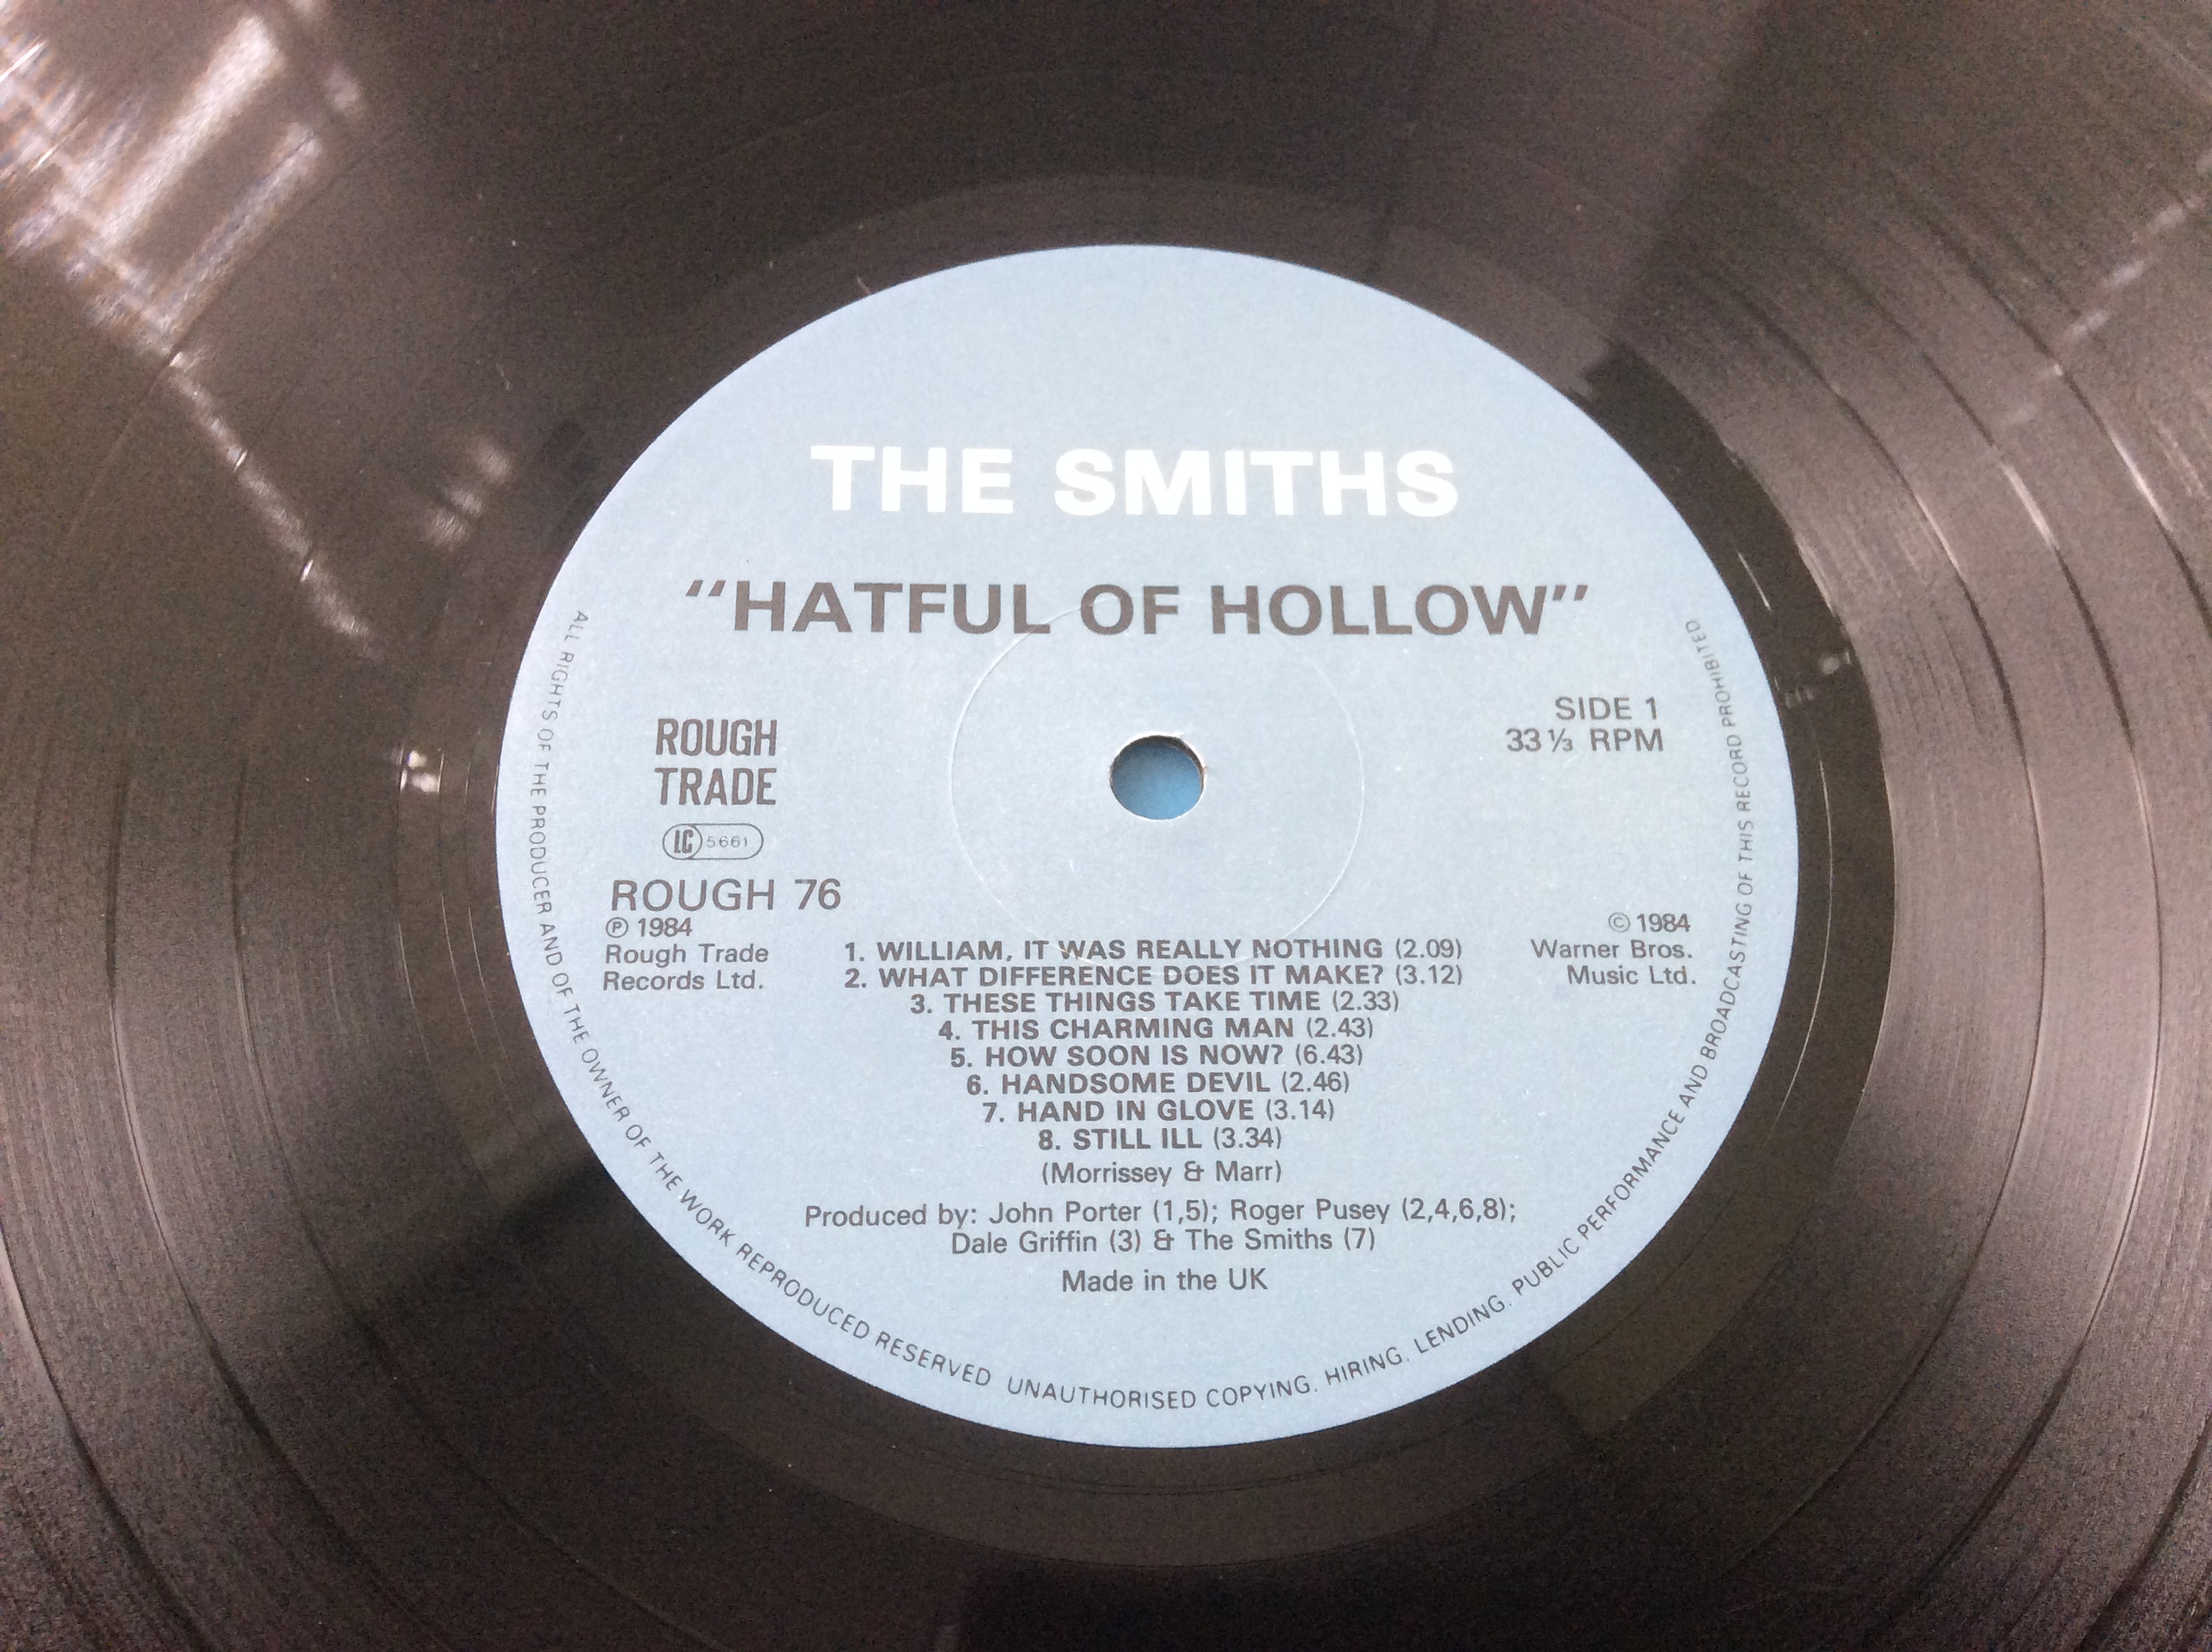 THE SMITHS
"HATFUL OF HOLLOW"
ROUGH
TRADE
LC 5661
ROUGH 76
Ⓟ 1984
Rough Trade
Records Ltd.
SIDE 1
33 ⅓ RPM
© 1984
Warner Bros.
Music Ltd.
1. WILLIAM, IT WAS REALLY NOTHING (2.09)
2. WHAT DIFFERENCE DOES IT MAKE? (3.12)
3. THESE THINGS TAKE TIME (2.33)
4. THIS CHARMING MAN (2.43)
5. HOW SOON IS NOW? (6.43)
6. HANDSOME DEVIL (2.46)
7. HAND IN GLOVE (3.14)
8. STILL ILL (3.34)
(Morrissey & Marr)
Produced by: John Porter (1,5); Roger Pusey (2,4,6,8);
Dale Griffin (3) & The Smiths (7)
Made in the UK
ALL RIGHTS OF THE PRODUCER AND OF THE OWNER OF THE WORK REPRODUCED RESERVED UNAUTHORISED COPYING. HIRING. LENDING. PUBLIC PERFORMANCE AND BROADCASTING OF THIS RECORD PROHIBITED